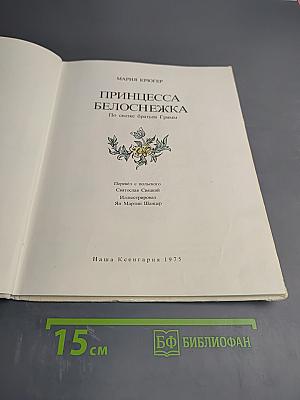 МАРИЯ КРЮГЕР
ПРИНЦЕССА
БЕЛОСНЕЖКА
По сказке братьев Гримм
Перевёл с польского
Святослав Свяцкий
Иллюстрировал
Ян Марцин Шанцер
Наша Ксенгарня 1975
15 см
БФ БИБЛИОФАН